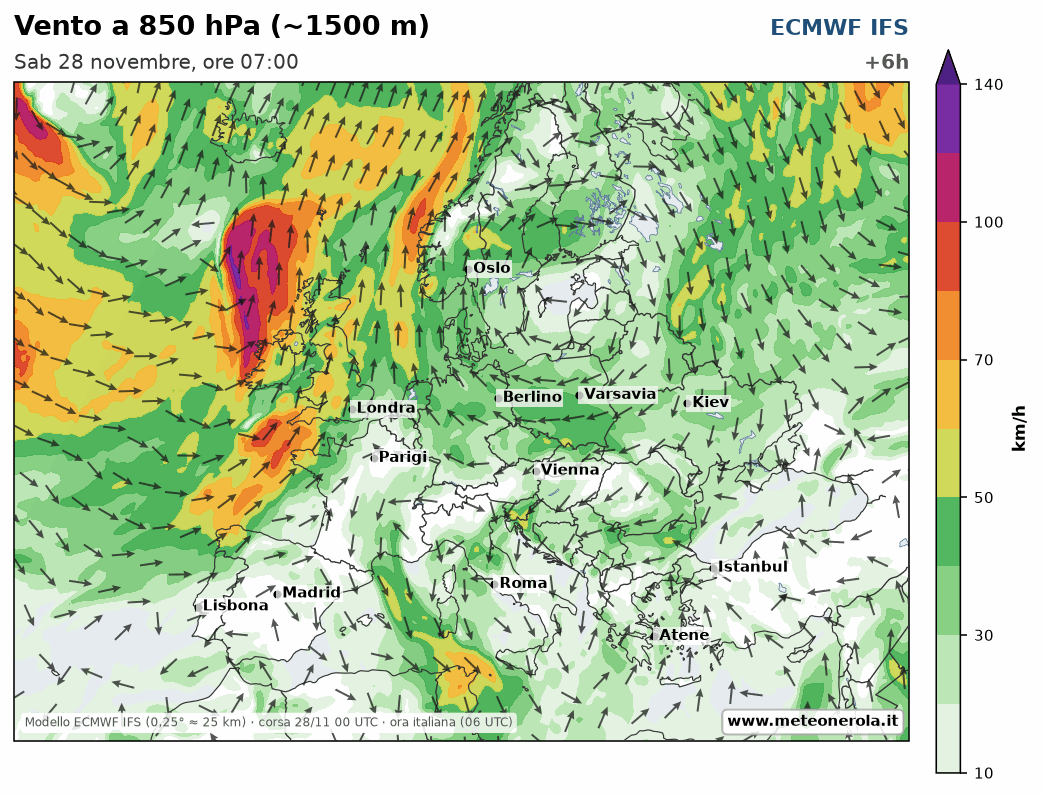 Vento a 850 hPa (~1500 m)
ECMWF IFS
Sab 28 novembre, ore 07:00
+6h
140
100
70
50
30
10
km/h
Oslo
Berlino
Varsavia
Kiev
Londra
Parigi
Vienna
Istanbul
Roma
Madrid
Lisbona
Atene
Modello ECMWF IFS (0,25° ≈ 25 km) · corsa 28/11 00 UTC · ora italiana (06 UTC)
www.meteonerola.it